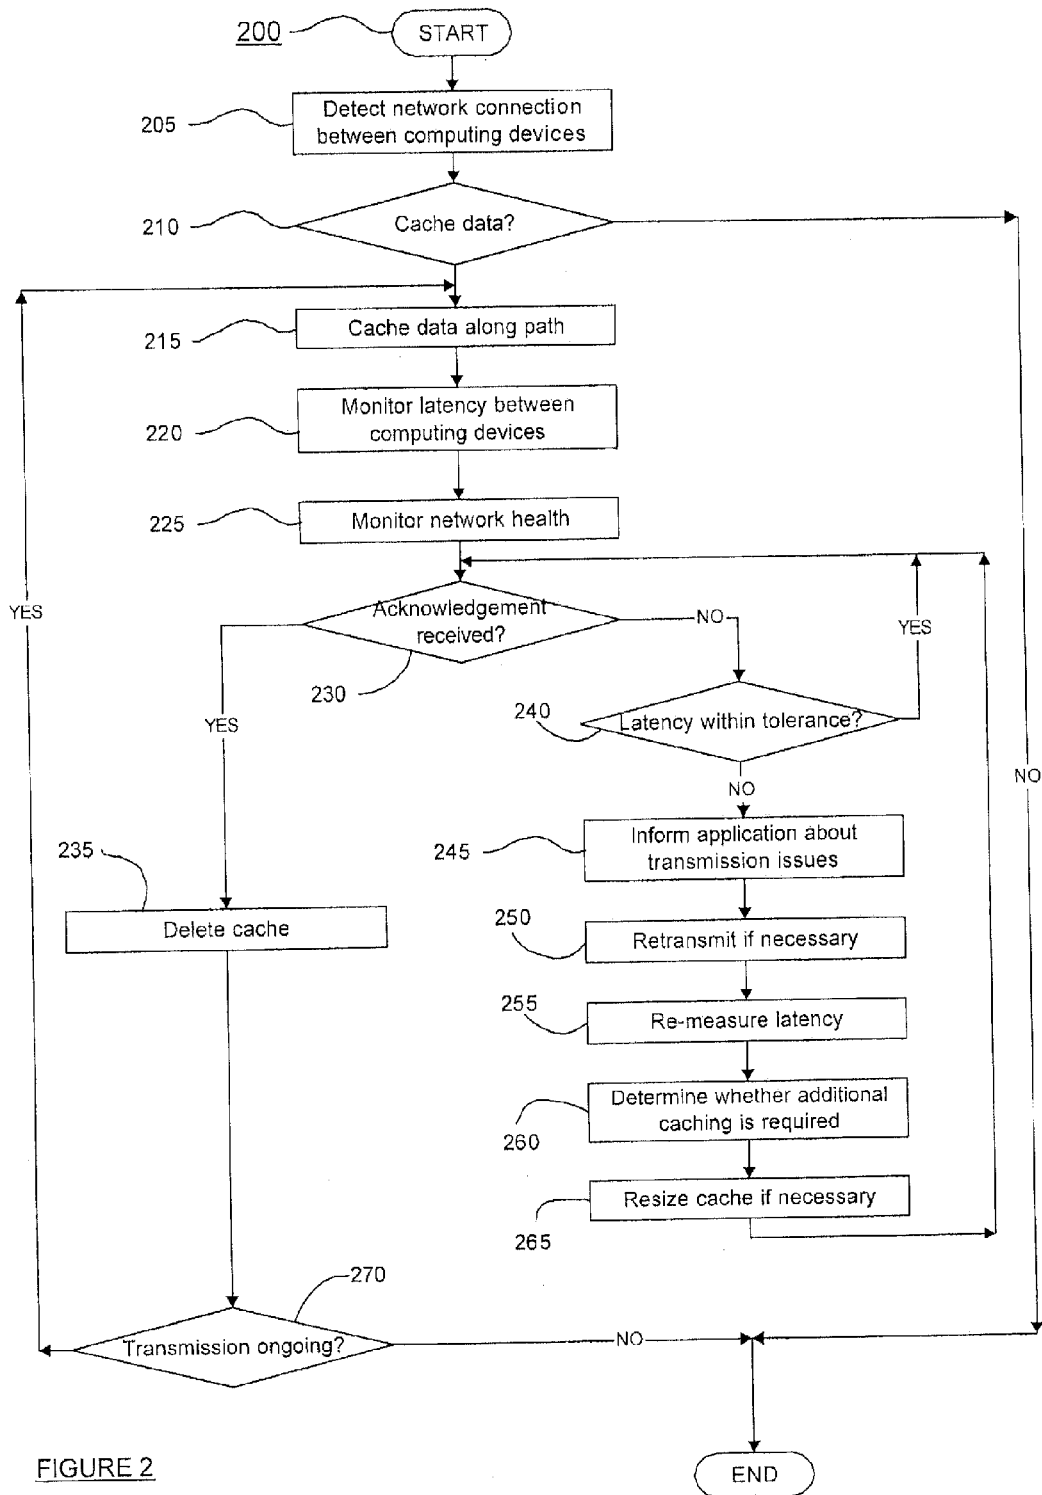 200
START
205
Detect network connection
between computing devices
210
Cache data?
215
Cache data along path
220
Monitor latency between
computing devices
225
Monitor network health
YES
Acknowledgement
received?
NO
YES
230
240
Latency within tolerance?
YES
NO
NO
245
Inform application about
transmission issues
235
Delete cache
250
Retransmit if necessary
255
Re-measure latency
260
Determine whether additional
caching is required
265
Resize cache if necessary
270
Transmission ongoing?
NO
FIGURE 2
END